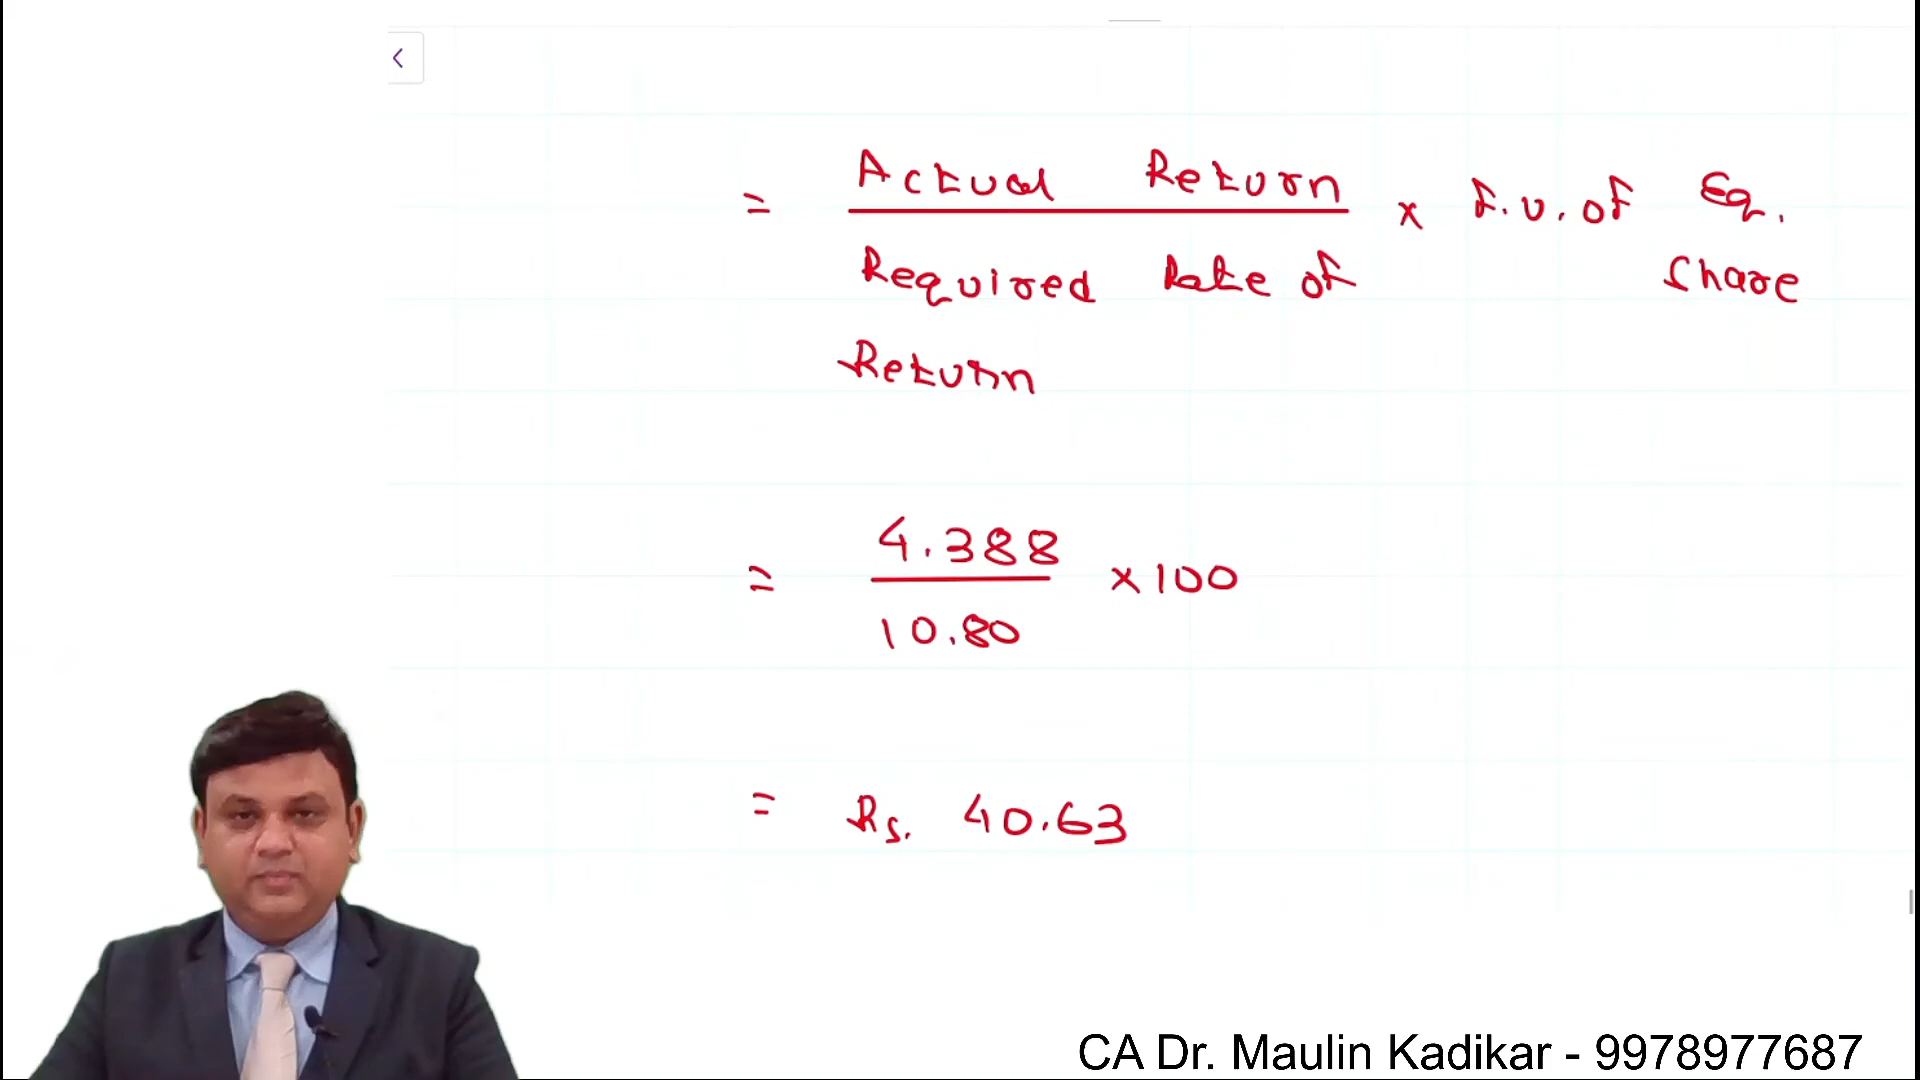 = Actual Return × F.v. of Eq.
Required Rate of Share
Return
= 4.388 ×100
10.80
= Rs. 40.63
CA Dr. Maulin Kadikar - 9978977687